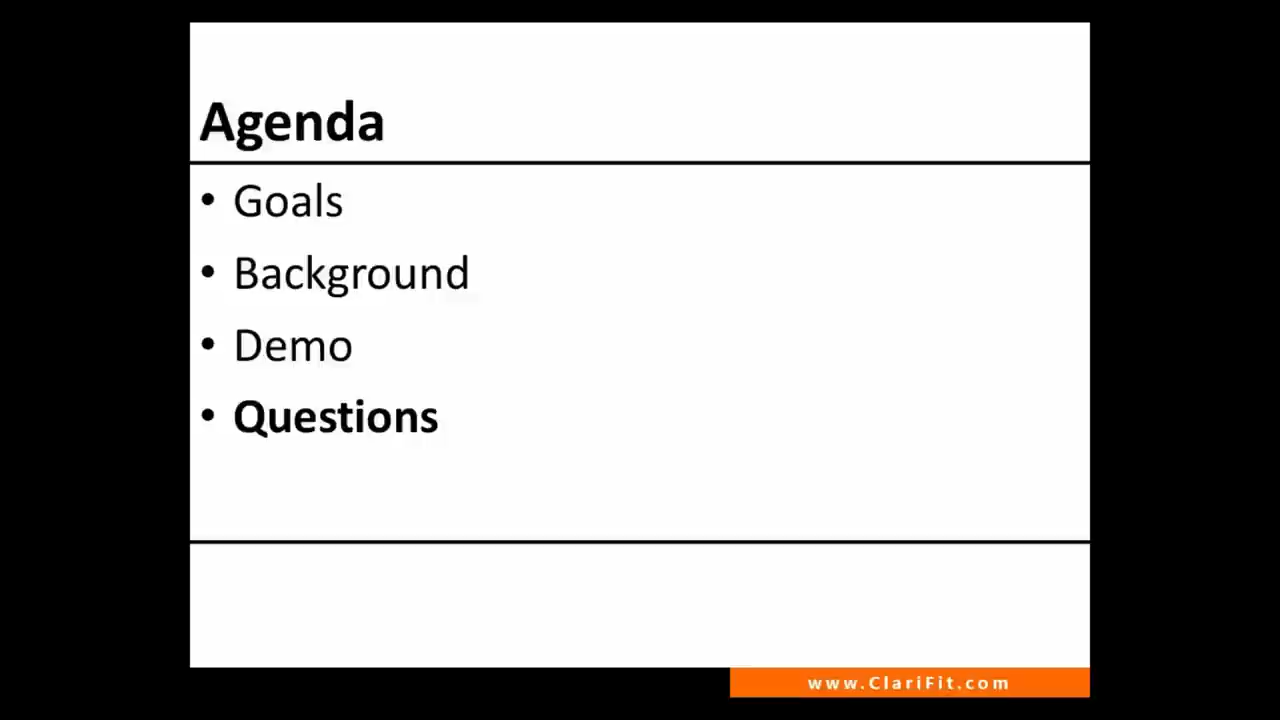 Agenda
• Goals
• Background
• Demo
• Questions
www.ClariFit.com